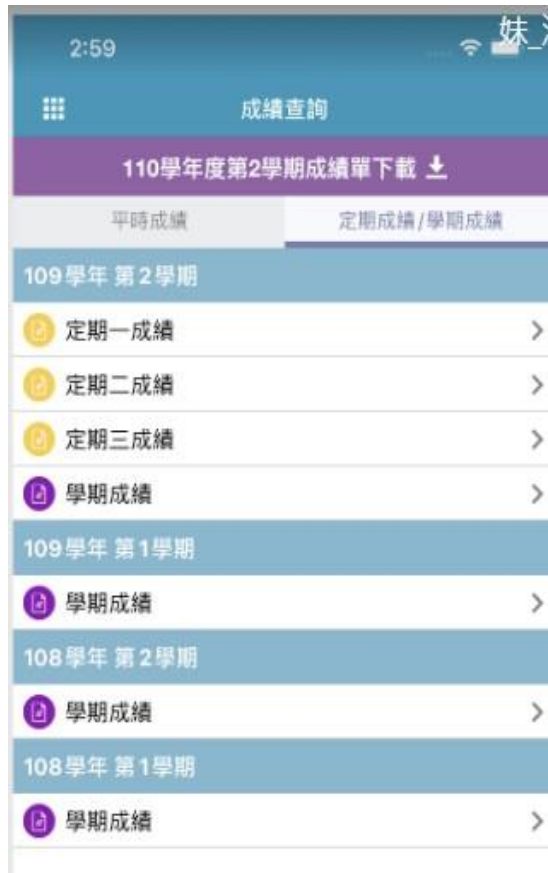 2:59
妹_
成績查詢
110學年度第2學期成績單下載
平時成績
定期成績/學期成績
109學年 第2學期
定期一成績
定期二成績
定期三成績
學期成績
109學年 第1學期
學期成績
108學年 第2學期
學期成績
108學年 第1學期
學期成績